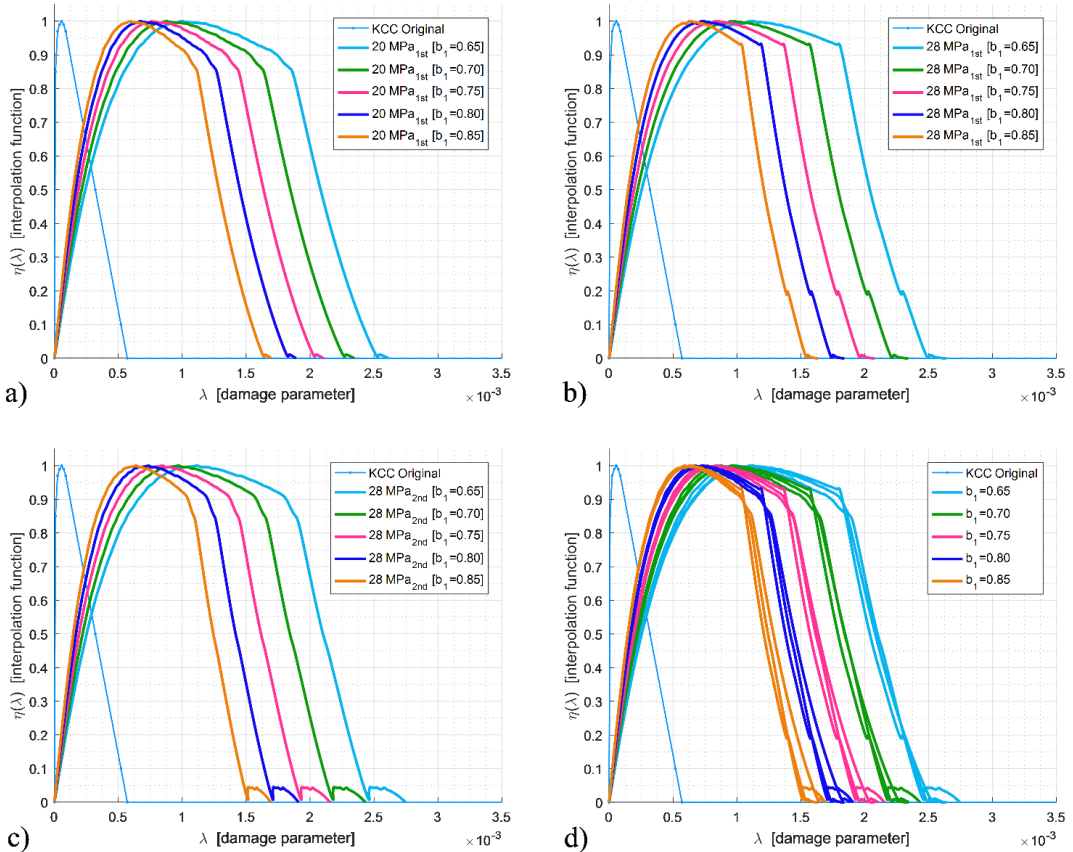 a)
η(λ) [interpolation function]
1
0.9
0.8
0.7
0.6
0.5
0.4
0.3
0.2
0.1
0
0 0.5 1 1.5 2 2.5 3 3.5
λ [damage parameter]
×10⁻³
KCC Original
20 MPa1st [b1=0.65]
20 MPa1st [b1=0.70]
20 MPa1st [b1=0.75]
20 MPa1st [b1=0.80]
20 MPa1st [b1=0.85]
b)
η(λ) [interpolation function]
1
0.9
0.8
0.7
0.6
0.5
0.4
0.3
0.2
0.1
0
0 0.5 1 1.5 2 2.5 3 3.5
λ [damage parameter]
×10⁻³
KCC Original
28 MPa1st [b1=0.65]
28 MPa1st [b1=0.70]
28 MPa1st [b1=0.75]
28 MPa1st [b1=0.80]
28 MPa1st [b1=0.85]
c)
η(λ) [interpolation function]
1
0.9
0.8
0.7
0.6
0.5
0.4
0.3
0.2
0.1
0
0 0.5 1 1.5 2 2.5 3 3.5
λ [damage parameter]
×10⁻³
KCC Original
28 MPa2nd [b1=0.65]
28 MPa2nd [b1=0.70]
28 MPa2nd [b1=0.75]
28 MPa2nd [b1=0.80]
28 MPa2nd [b1=0.85]
d)
η(λ) [interpolation function]
1
0.9
0.8
0.7
0.6
0.5
0.4
0.3
0.2
0.1
0
0 0.5 1 1.5 2 2.5 3 3.5
λ [damage parameter]
×10⁻³
KCC Original
b1=0.65
b1=0.70
b1=0.75
b1=0.80
b1=0.85